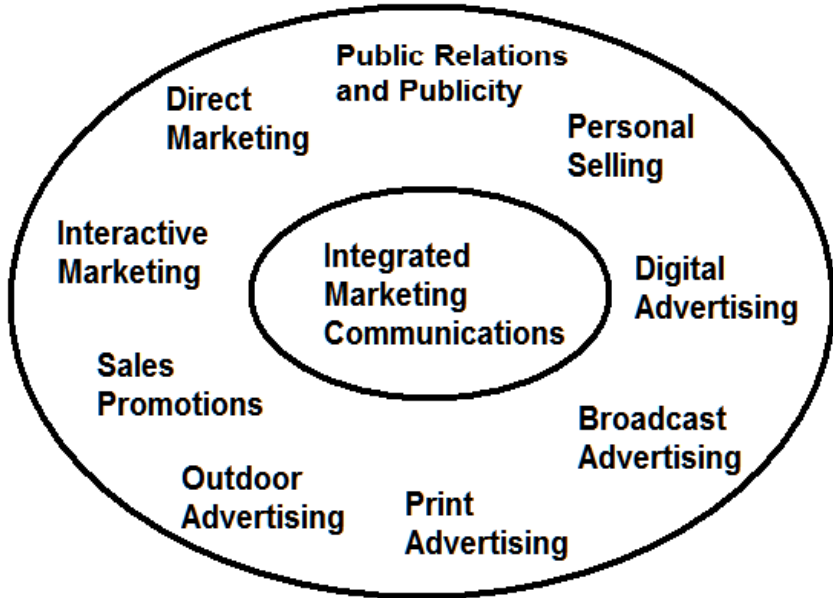 Public Relations
and Publicity
Direct
Marketing
Personal
Selling
Interactive
Marketing
Integrated
Marketing
Communications
Digital
Advertising
Sales
Promotions
Broadcast
Advertising
Outdoor
Advertising
Print
Advertising